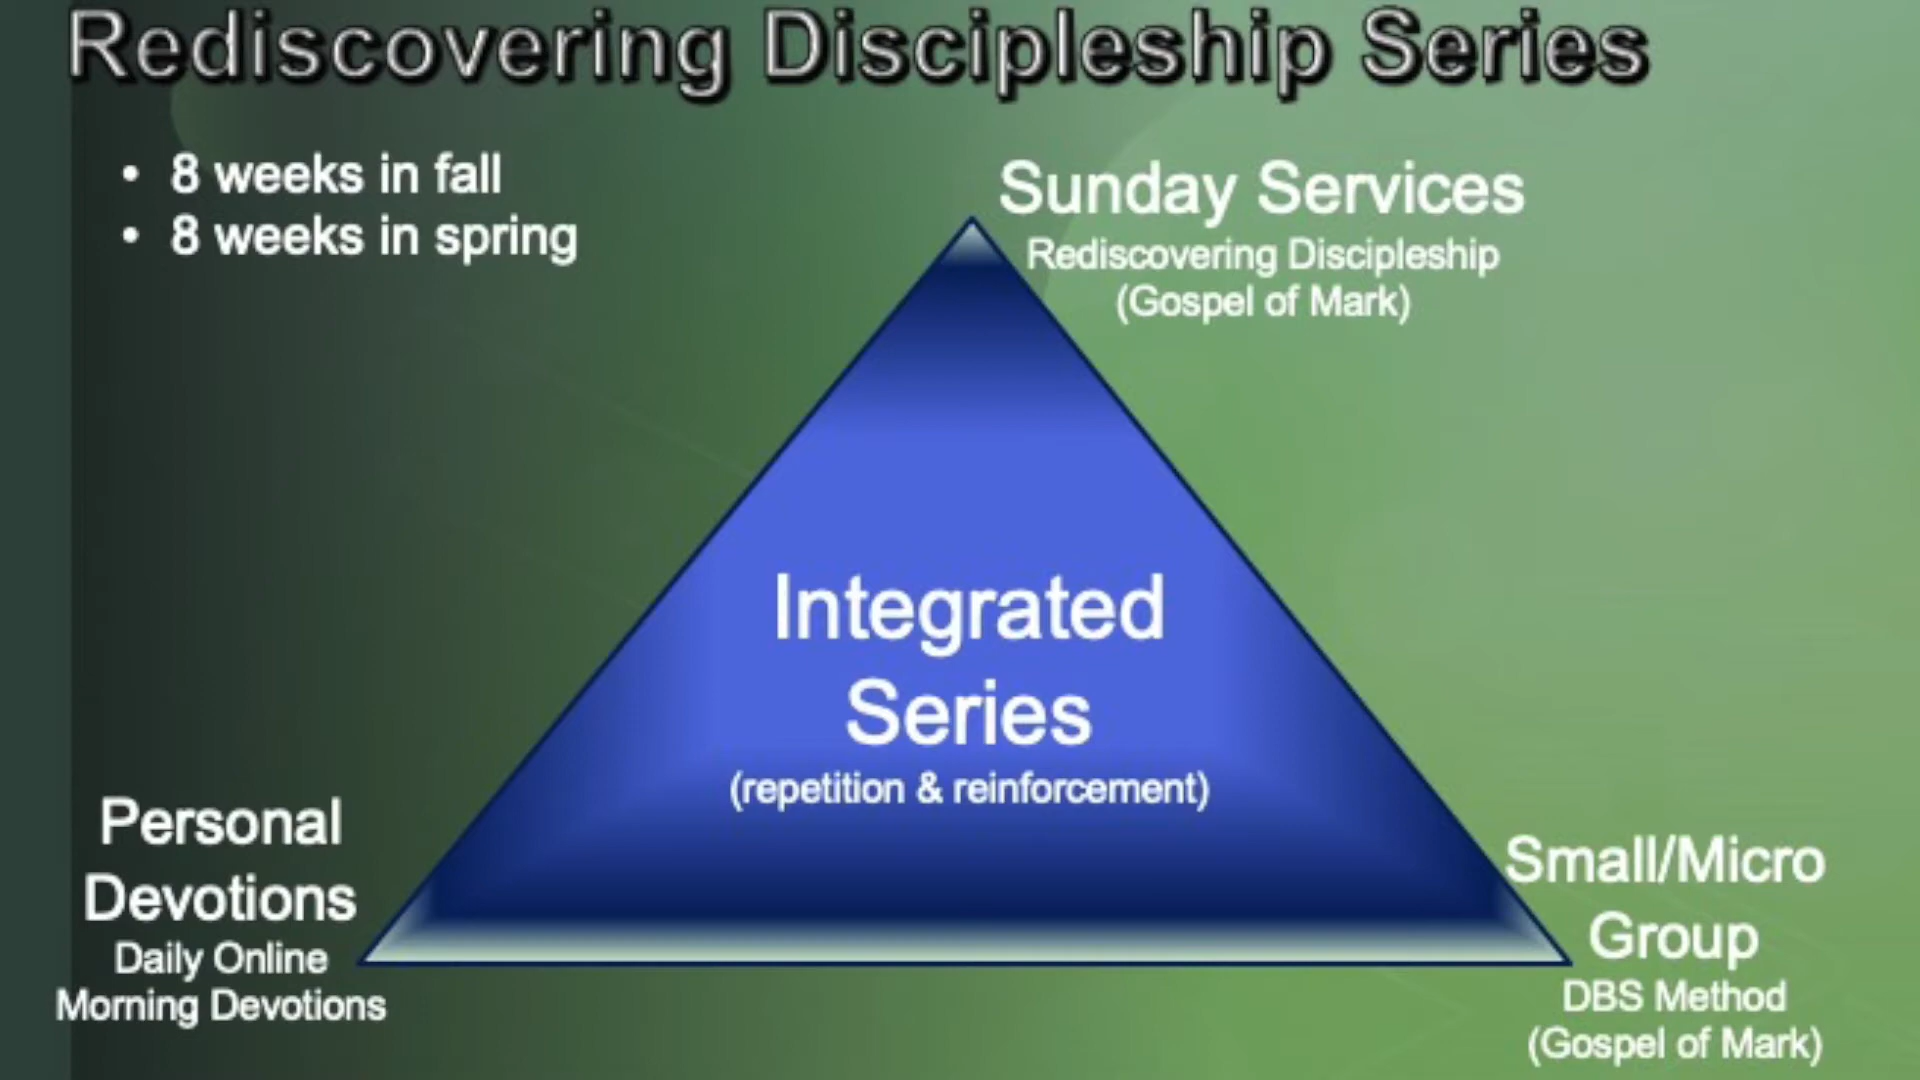 Rediscovering Discipleship Series
• 8 weeks in fall
• 8 weeks in spring
Sunday Services
Rediscovering Discipleship
(Gospel of Mark)
Integrated
Series
(repetition & reinforcement)
Personal
Devotions
Daily Online
Morning Devotions
Small/Micro
Group
DBS Method
(Gospel of Mark)